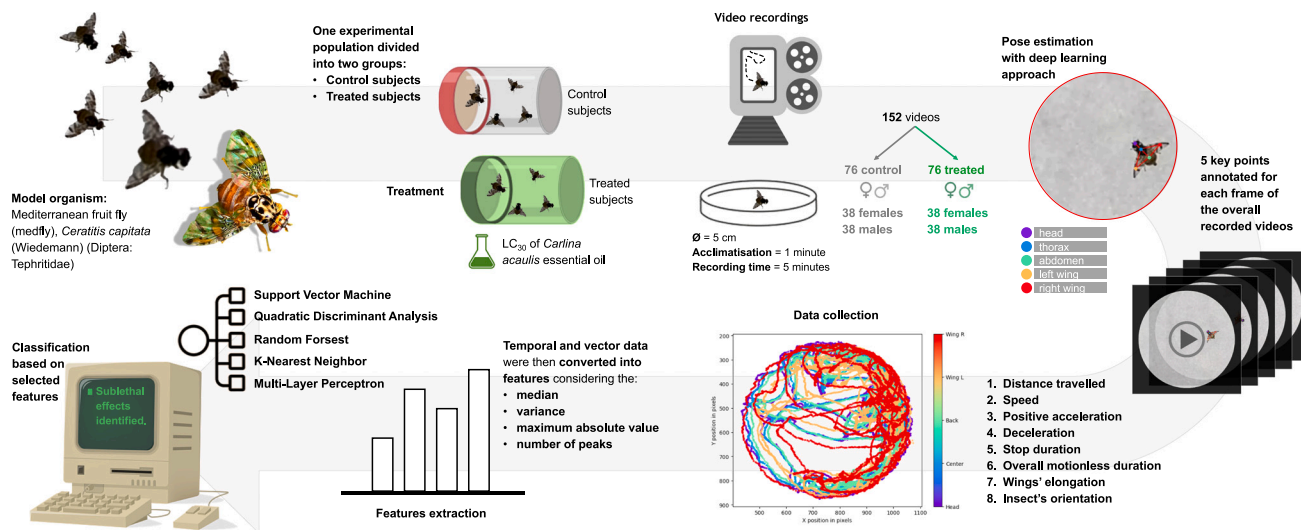 One experimental
population divided
into two groups:
• Control subjects
• Treated subjects
Control
subjects
Treatment
Treated
subjects
LC30 of Carlina
acaulis essential oil
Model organism:
Mediterranean fruit fly
(medfly), Ceratitis capitata
(Wiedemann) (Diptera:
Tephritidae)
Video recordings
152 videos
76 control
76 treated
♀♂
♀♂
38 females
38 males
38 females
38 males
Ø = 5 cm
Acclimatisation = 1 minute
Recording time = 5 minutes
Pose estimation
with deep learning
approach
5 key points
annotated for
each frame of
the overall
recorded videos
head
thorax
abdomen
left wing
right wing
Data collection
Wing R
Wing L
Back
Center
Head
200
300
400
500
600
700
800
900
Y position in pixels
500
600
700
800
900
1000
1100
X position in pixels
1. Distance travelled
2. Speed
3. Positive acceleration
4. Deceleration
5. Stop duration
6. Overall motionless duration
7. Wings' elongation
8. Insect's orientation
Temporal and vector data
were then converted into
features considering the:
• median
• variance
• maximum absolute value
• number of peaks
Features extraction
Support Vector Machine
Quadratic Discriminant Analysis
Random Forsest
K-Nearest Neighbor
Multi-Layer Perceptron
Classification
based on
selected
features
Sublethal
effects
identified.